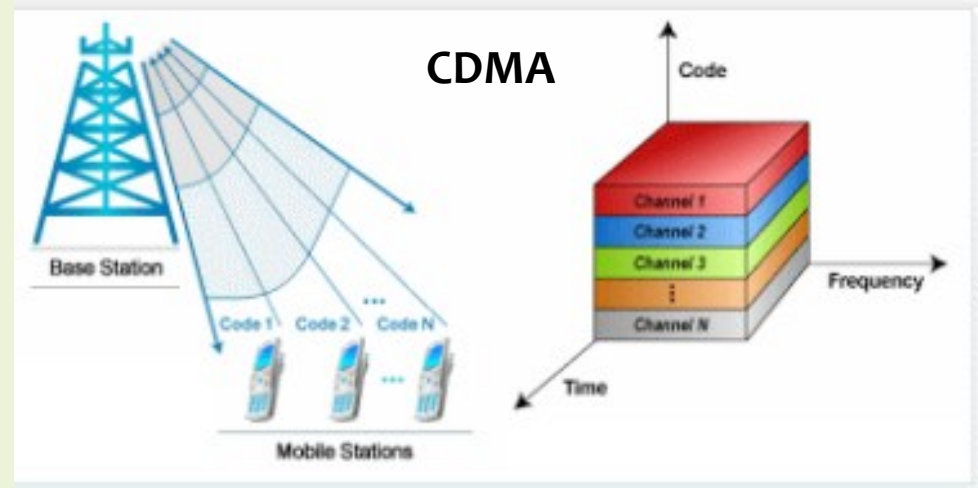 CDMA
Base Station
Code 1 Code 2 ... Code N
...
Mobile Stations
Code
Channel 1
Channel 2
Channel 3
⋮
Channel N
Frequency
Time